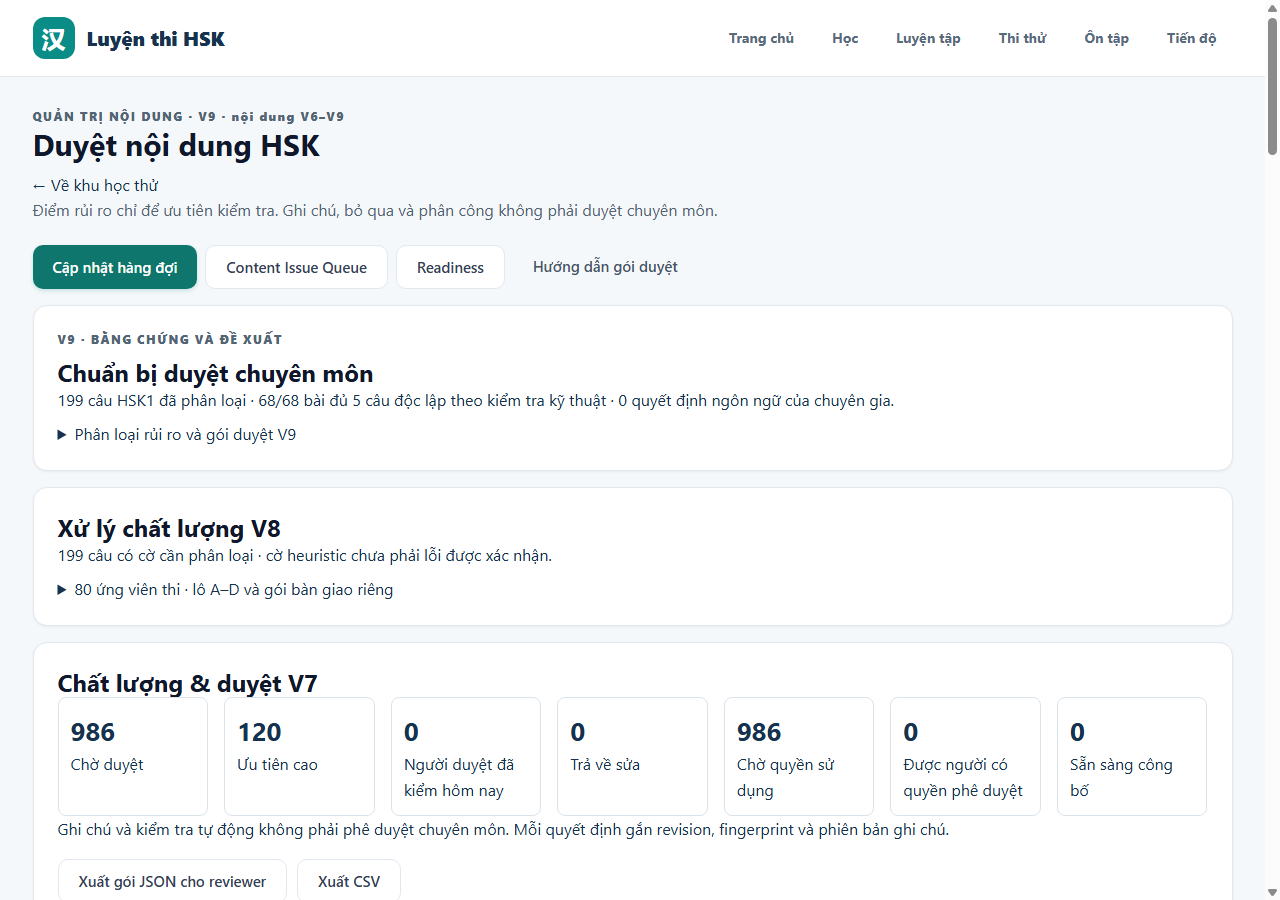 汉 Luyện thi HSK
Trang chủ Học Luyện tập Thi thử Ôn tập Tiến độ
QUẢN TRỊ NỘI DUNG · V9 · nội dung V6–V9
Duyệt nội dung HSK
← Về khu học thử
Điểm rủi ro chỉ để ưu tiên kiểm tra. Ghi chú, bỏ qua và phân công không phải duyệt chuyên môn.
Cập nhật hàng đợi Content Issue Queue Readiness Hướng dẫn gói duyệt
V9 · BẰNG CHỨNG VÀ ĐỀ XUẤT
Chuẩn bị duyệt chuyên môn
199 câu HSK1 đã phân loại · 68/68 bài đủ 5 câu độc lập theo kiểm tra kỹ thuật · 0 quyết định ngôn ngữ của chuyên gia.
▶ Phân loại rủi ro và gói duyệt V9
Xử lý chất lượng V8
199 câu có cờ cần phân loại · cờ heuristic chưa phải lỗi được xác nhận.
▶ 80 ứng viên thi · lô A–D và gói bàn giao riêng
Chất lượng & duyệt V7
986
Chờ duyệt
120
Ưu tiên cao
0
Người duyệt đã
kiểm hôm nay
0
Trả về sửa
986
Chờ quyền sử
dụng
0
Được người có
quyền phê duyệt
0
Sẵn sàng công
bố
Ghi chú và kiểm tra tự động không phải phê duyệt chuyên môn. Mỗi quyết định gắn revision, fingerprint và phiên bản ghi chú.
Xuất gói JSON cho reviewer Xuất CSV